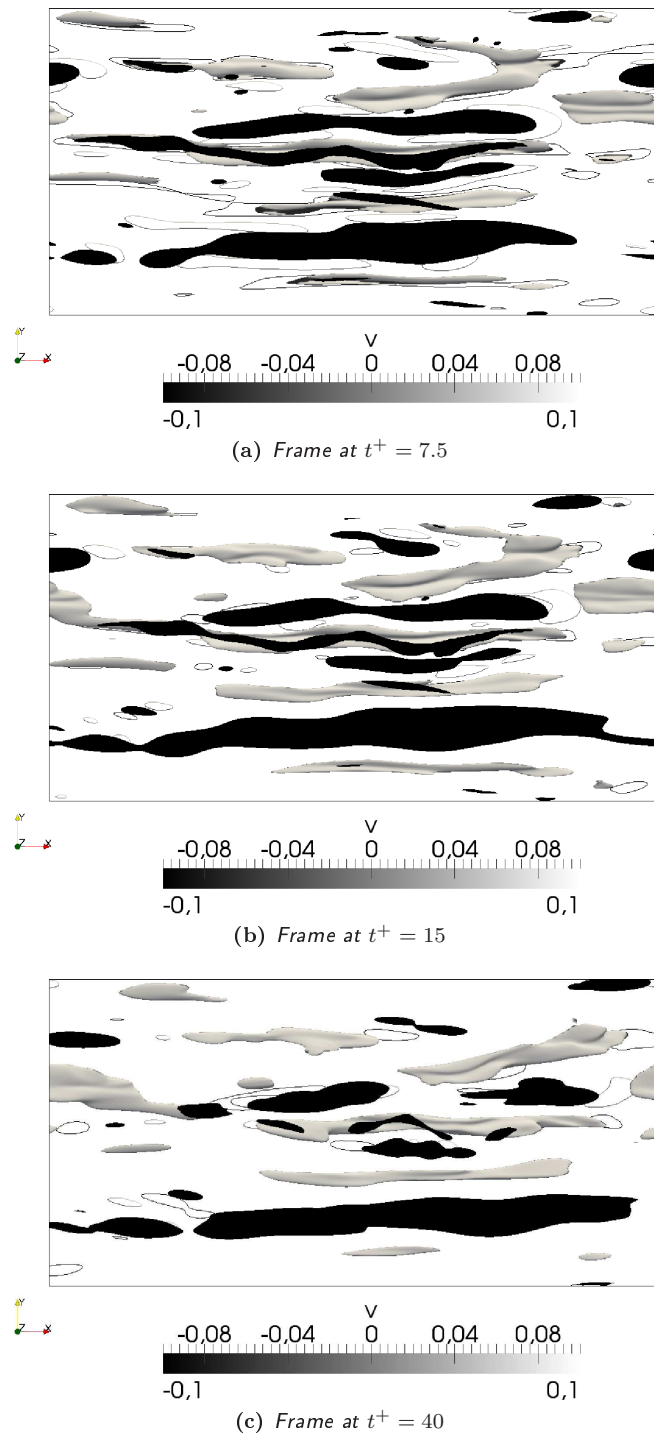 Y
Z X
V
-0,08 -0,04 0 0,04 0,08
-0,1 0,1
(a) Frame at t⁺ = 7.5
Y
Z X
V
-0,08 -0,04 0 0,04 0,08
-0,1 0,1
(b) Frame at t⁺ = 15
Y
Z X
V
-0,08 -0,04 0 0,04 0,08
-0,1 0,1
(c) Frame at t⁺ = 40